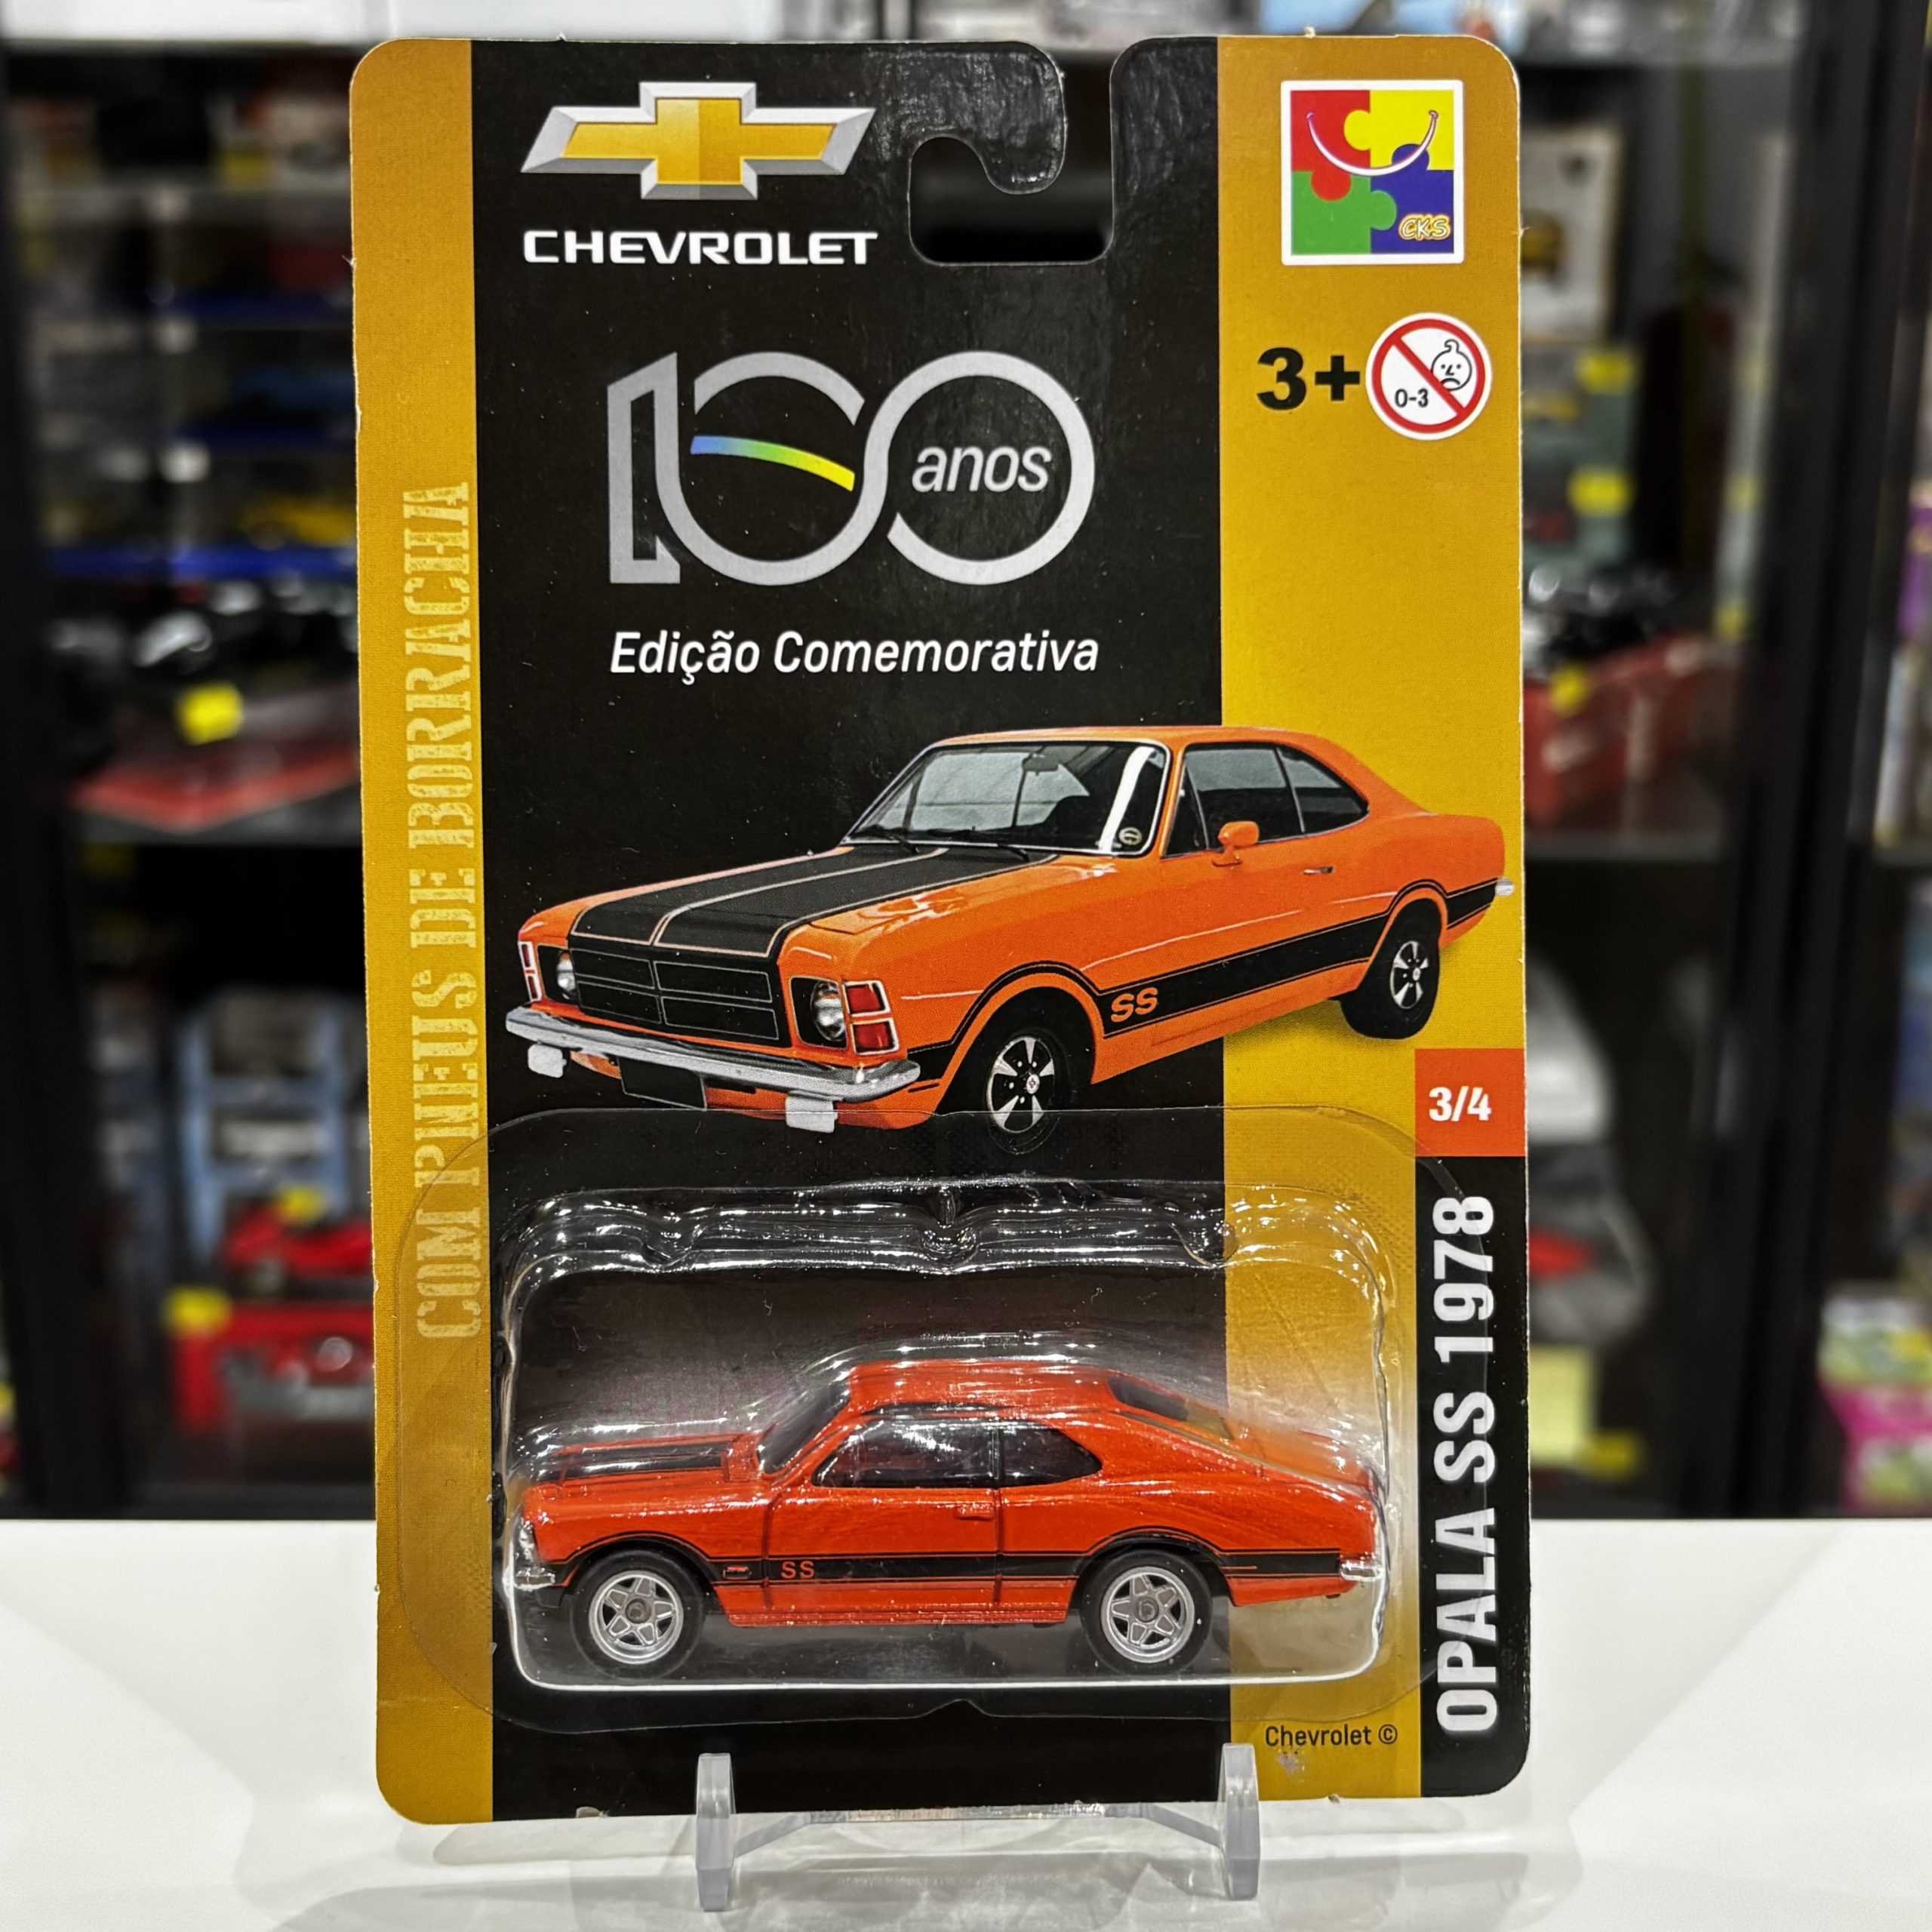 CHEVROLET
CKS
3+
0-3
100 anos
Edição Comemorativa
COM PNEUS DE BORRACHA
SS
3/4
OPALA SS 1978
SS
Chevrolet ©